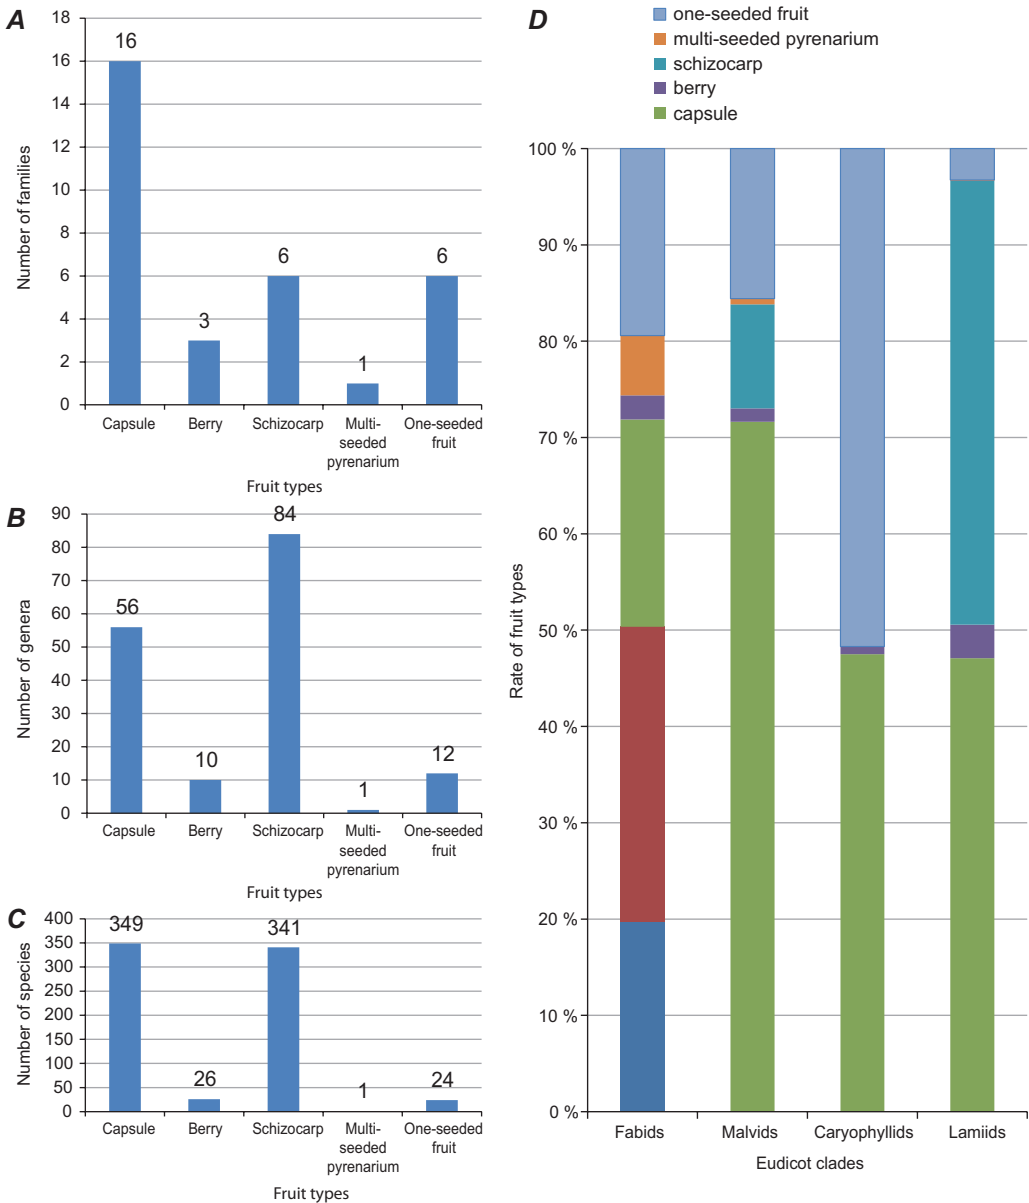 A
18
16
14
12
10
8
6
4
2
0
Number of families
16
3
6
1
6
Capsule
Berry
Schizocarp
Multi-
seeded
pyrenarium
One-seeded
fruit
Fruit types
B
90
80
70
60
50
40
30
20
10
0
Number of genera
56
10
84
1
12
Capsule
Berry
Schizocarp
Multi-
seeded
pyrenarium
One-seeded
fruit
Fruit types
C
400
350
300
250
200
150
100
50
0
Number of species
349
26
341
1
24
Capsule
Berry
Schizocarp
Multi-
seeded
pyrenarium
One-seeded
fruit
Fruit types
D
one-seeded fruit
multi-seeded pyrenarium
schizocarp
berry
capsule
100 %
90 %
80 %
70 %
60 %
50 %
40 %
30 %
20 %
10 %
0 %
Rate of fruit types
Fabids
Malvids
Caryophyllids
Lamiids
Eudicot clades